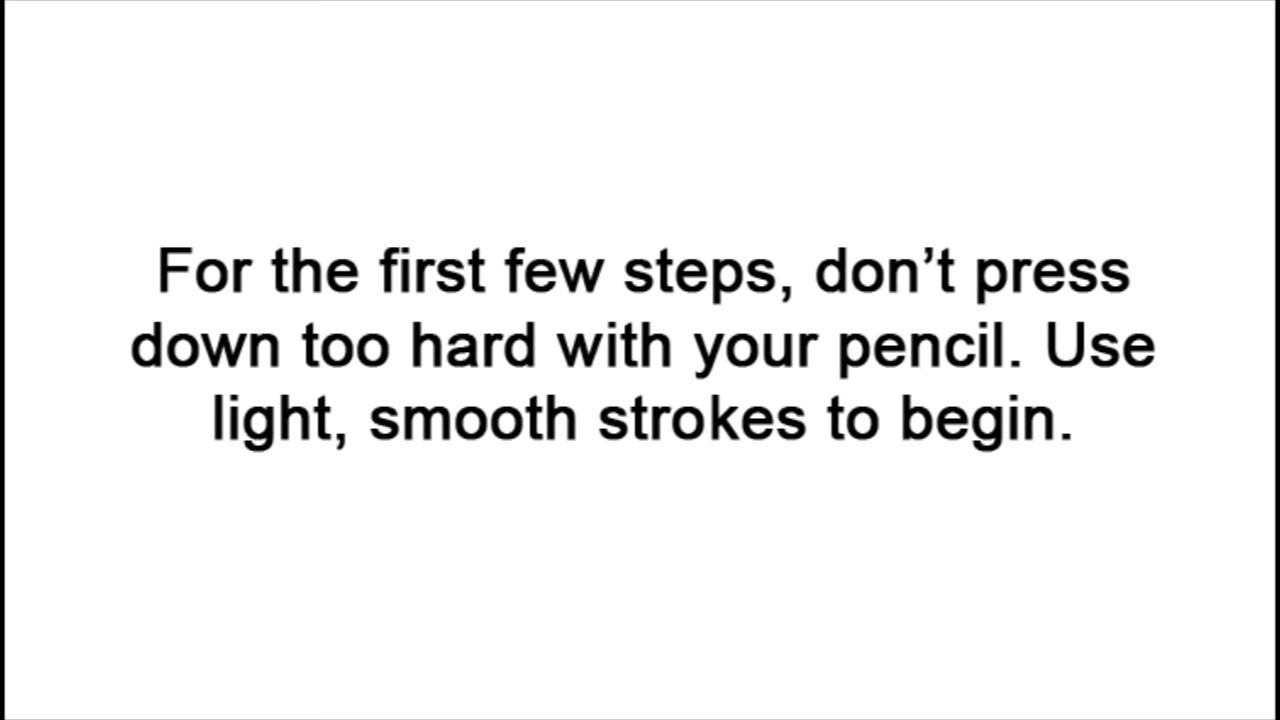 For the first few steps, don’t press
down too hard with your pencil. Use
light, smooth strokes to begin.